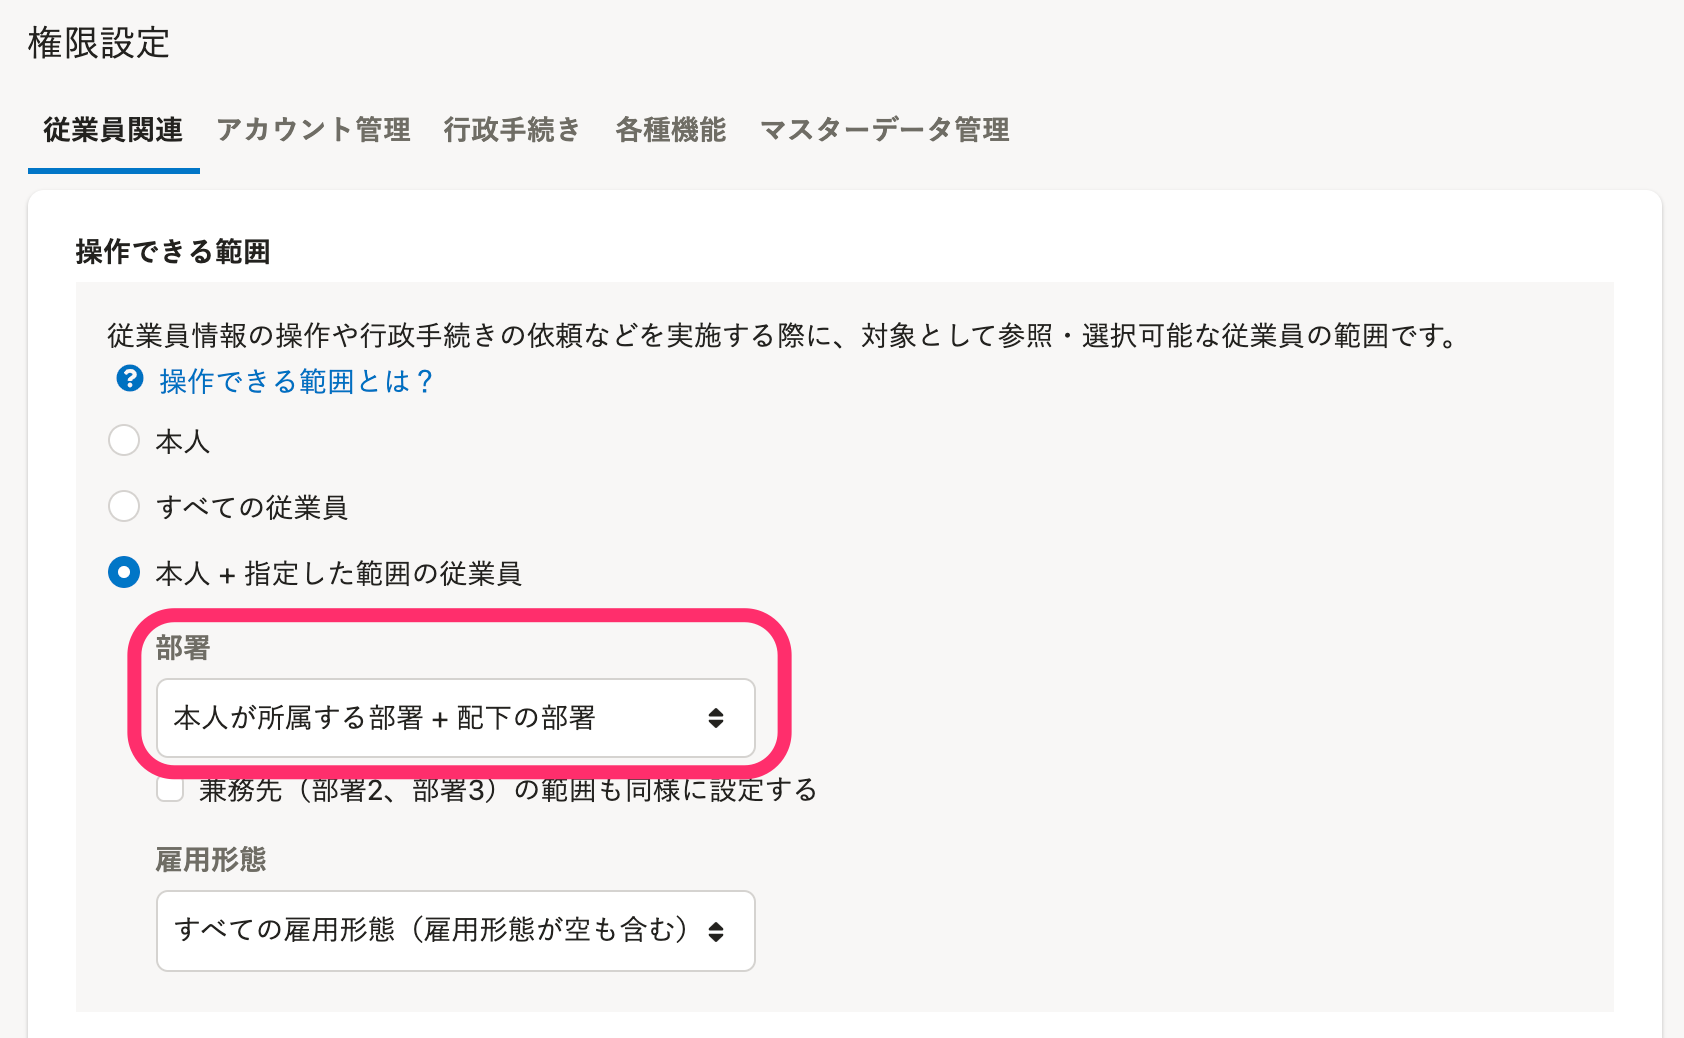 権限設定
従業員関連 アカウント管理 行政手続き 各種機能 マスターデータ管理
操作できる範囲
従業員情報の操作や行政手続きの依頼などを実施する際に、対象として参照・選択可能な従業員の範囲です。
操作できる範囲とは？
本人
すべての従業員
本人 + 指定した範囲の従業員
部署
本人が所属する部署 + 配下の部署
兼務先（部署2、部署3）の範囲も同様に設定する
雇用形態
すべての雇用形態（雇用形態が空も含む）